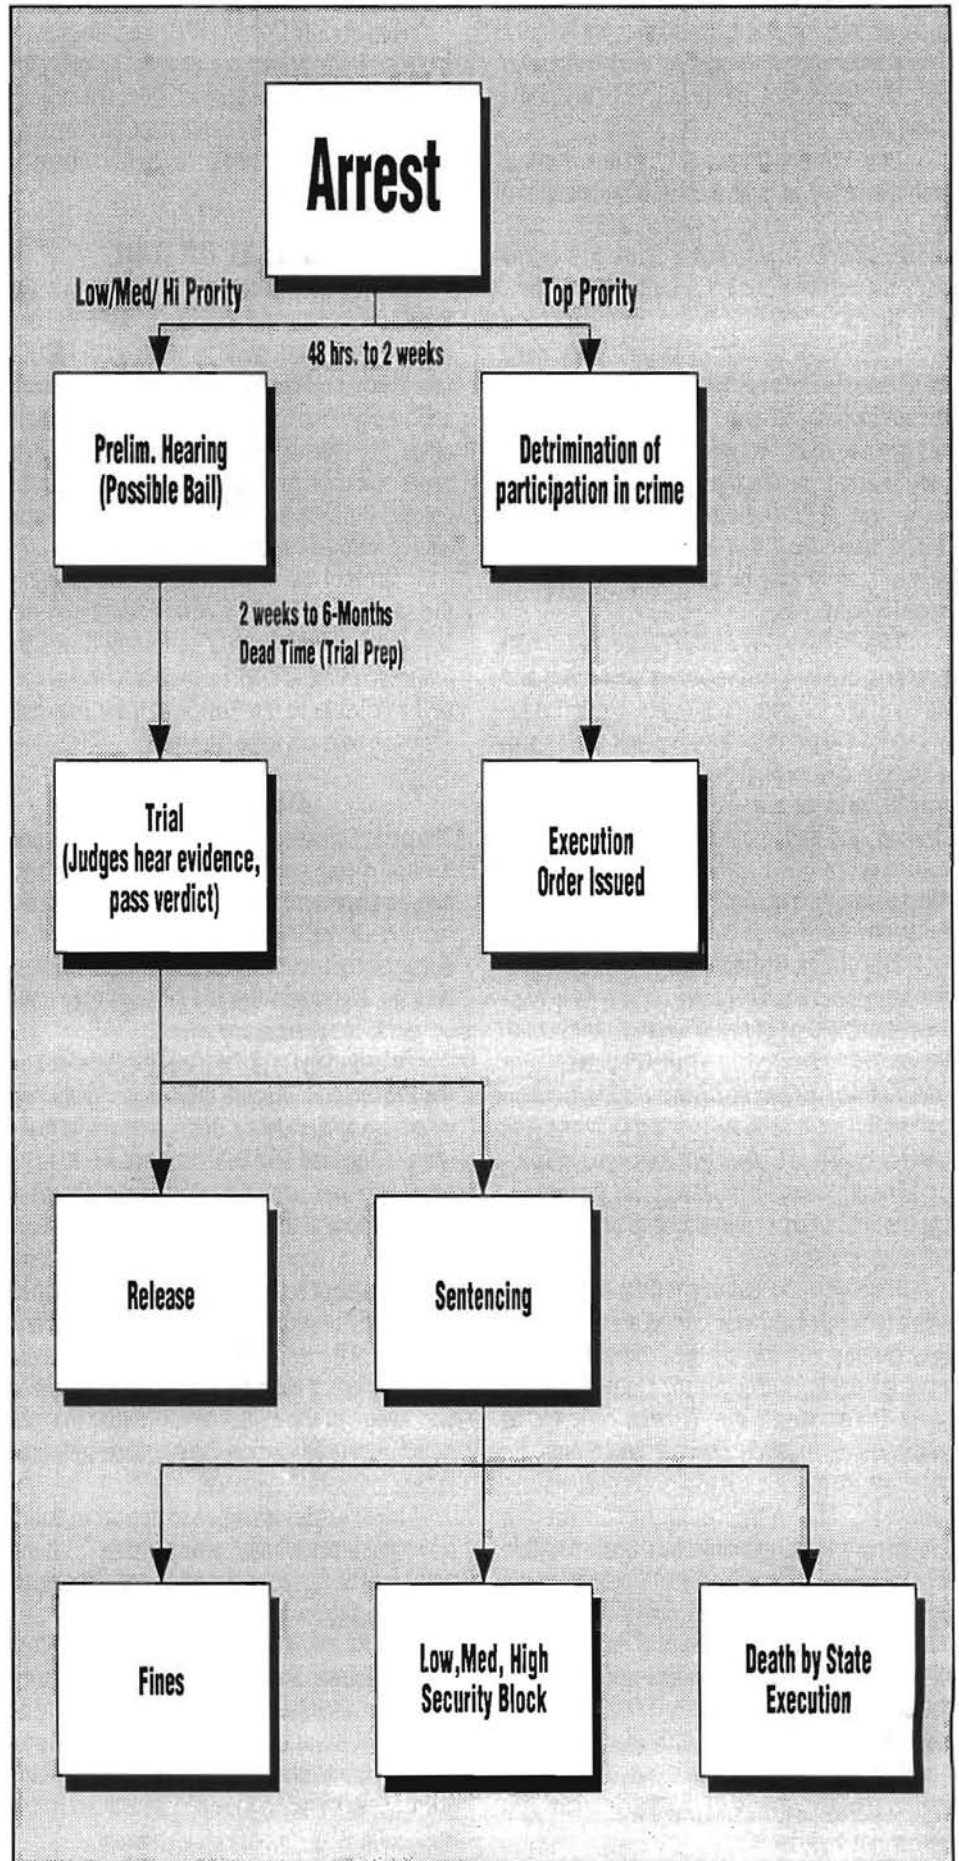 Arrest
Low/Med/ Hi Prority
Top Prority
48 hrs. to 2 weeks
Prelim. Hearing
(Possible Bail)
Detrimination of
participation in crime
2 weeks to 6-Months
Dead Time (Trial Prep)
Trial
(Judges hear evidence,
pass verdict)
Execution
Order Issued
Release
Sentencing
Fines
Low,Med, High
Security Block
Death by State
Execution